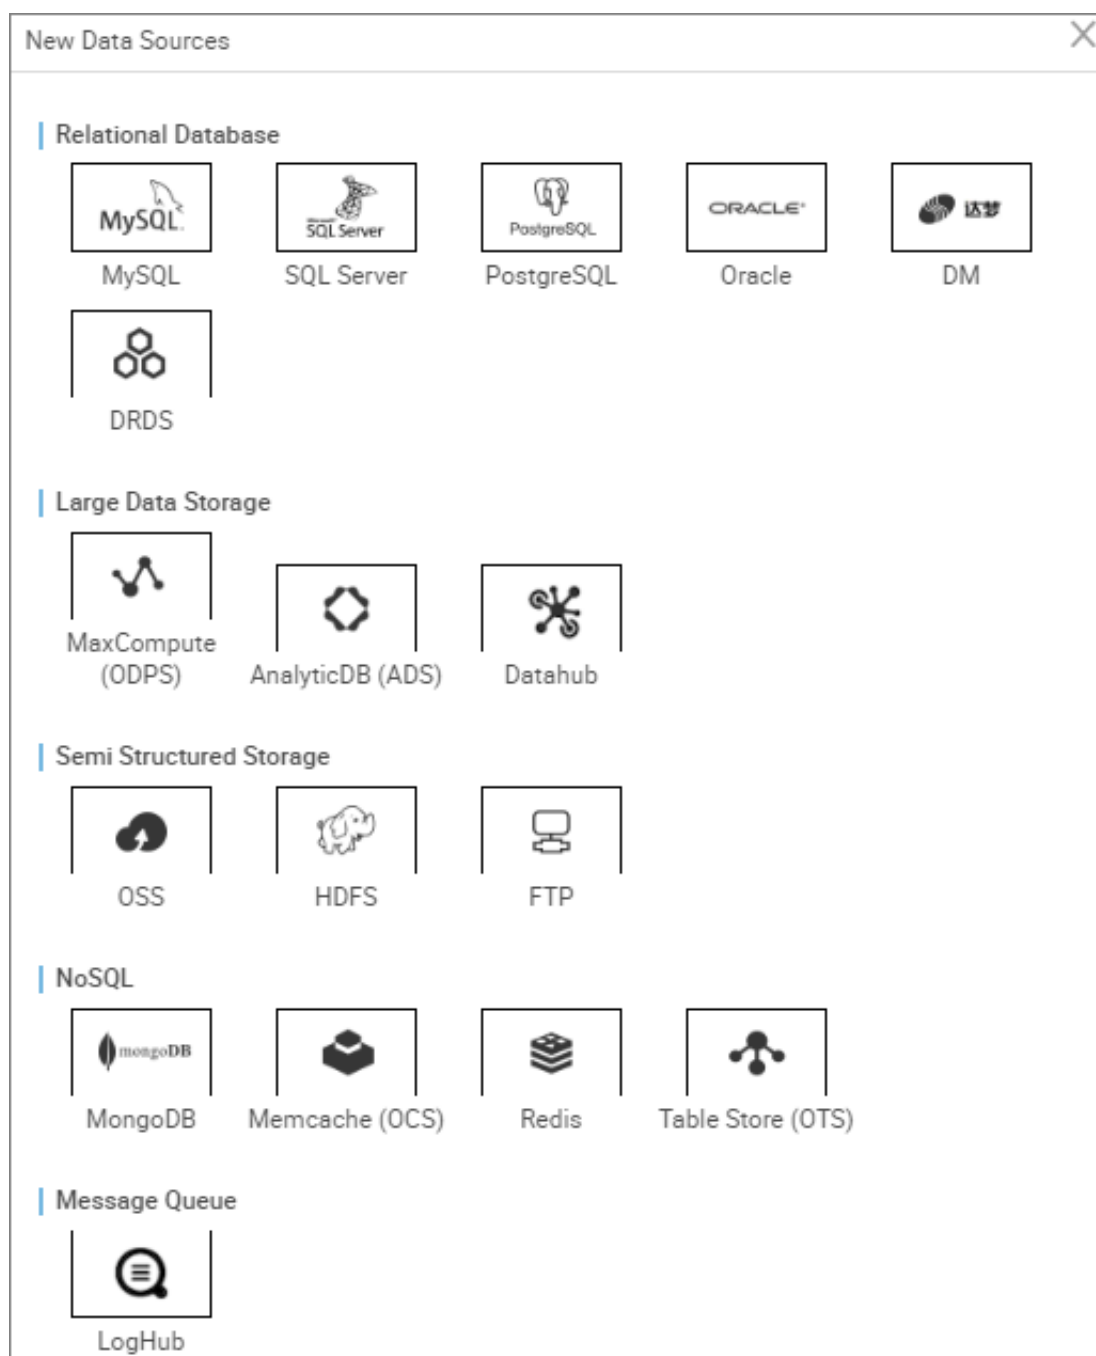 New Data Sources
Relational Database
MySQL
SQL Server
PostgreSQL
ORACLE
达梦
MySQL SQL Server PostgreSQL Oracle DM
DRDS
Large Data Storage
MaxCompute
(ODPS) AnalyticDB (ADS) Datahub
Semi Structured Storage
OSS HDFS FTP
NoSQL
mongoDB
MongoDB Memcache (OCS) Redis Table Store (OTS)
Message Queue
LogHub